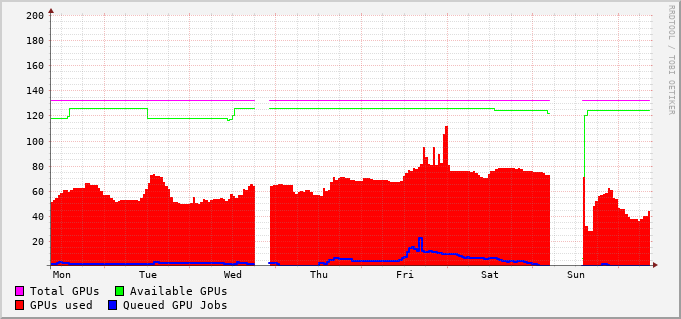 200
180
160
140
120
100
80
60
40
20
Mon Tue Wed Thu Fri Sat Sun
Total GPUs Available GPUs
GPUs used Queued GPU Jobs
RRDTOOL / TOBI OETIKER